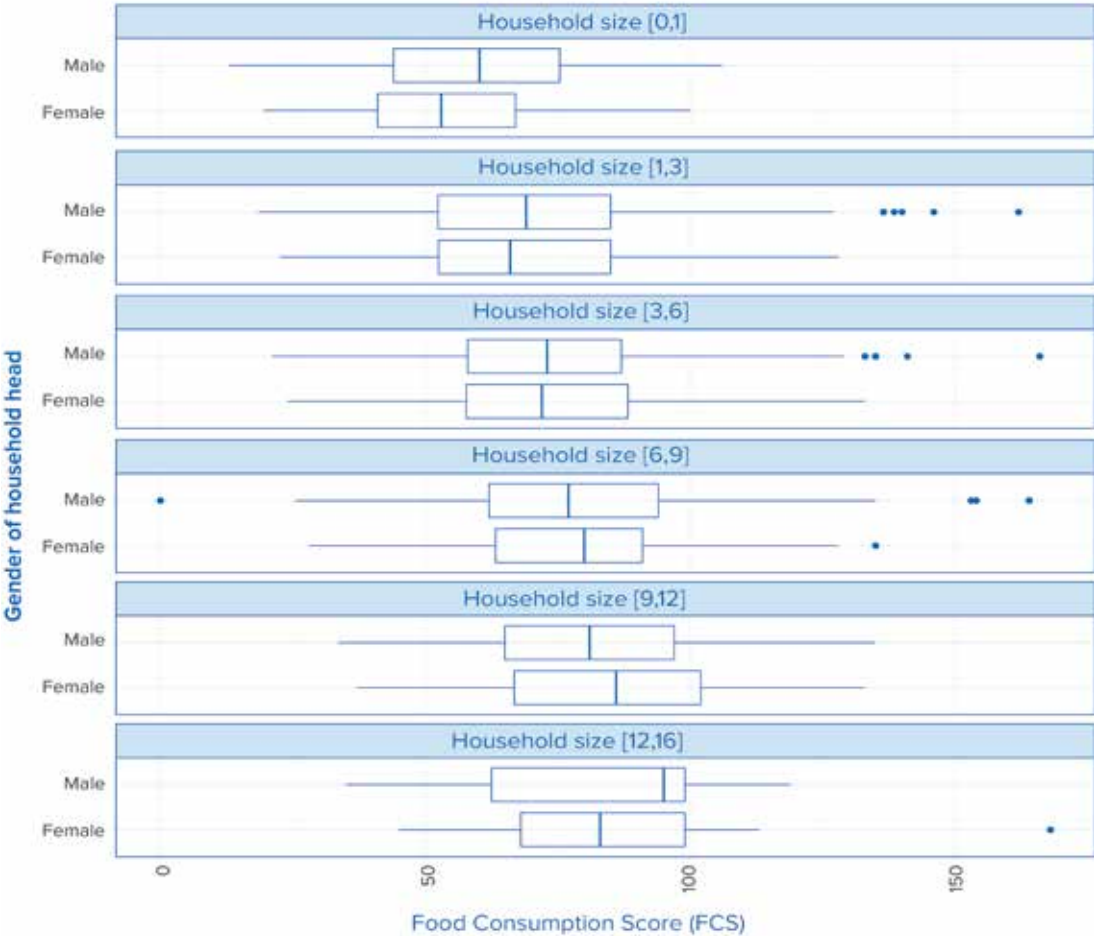 Household size [0,1]
Male
Female
Household size [1,3]
Male
Female
Household size [3,6]
Male
Female
Household size [6,9]
Male
Female
Household size [9,12]
Male
Female
Household size [12,16]
Male
Female
Gender of household head
0
50
100
150
Food Consumption Score (FCS)